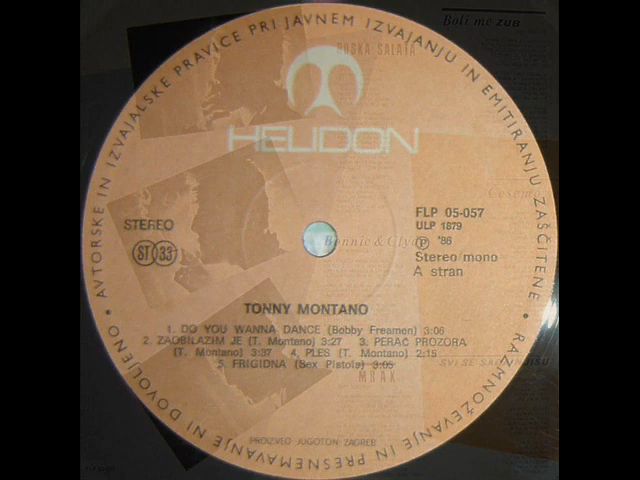 AVTORSKE IN IZVAJALSKE PRAVICE PRI JAVNEM IZVAJANJU IN EMITIRANJU ZAŠČITENE • RAZMNOŽEVANJE IN PRESNEMAVANJE NI DOVOLJENO •
Boli me zub
RUSKA SALATA
HELIDON
STEREO
ST 33
FLP 05-057
ULP 1879
Ⓟ '86
Stereo/mono
A stran
Bonnie & Clyde
TONNY MONTANO
1. DO YOU WANNA DANCE (Bobby Freamen) 3:06
2. ZAOBILAZIM JE (T. Montano) 3:27 3. PERAČ PROZORA
(T. Montano) 3:37 4. PLES (T. Montano) 2:15
5. FRIGIDNA (Sex Pistols) 3:05
MRAK
PROIZVEO JUGOTON ZAGREB